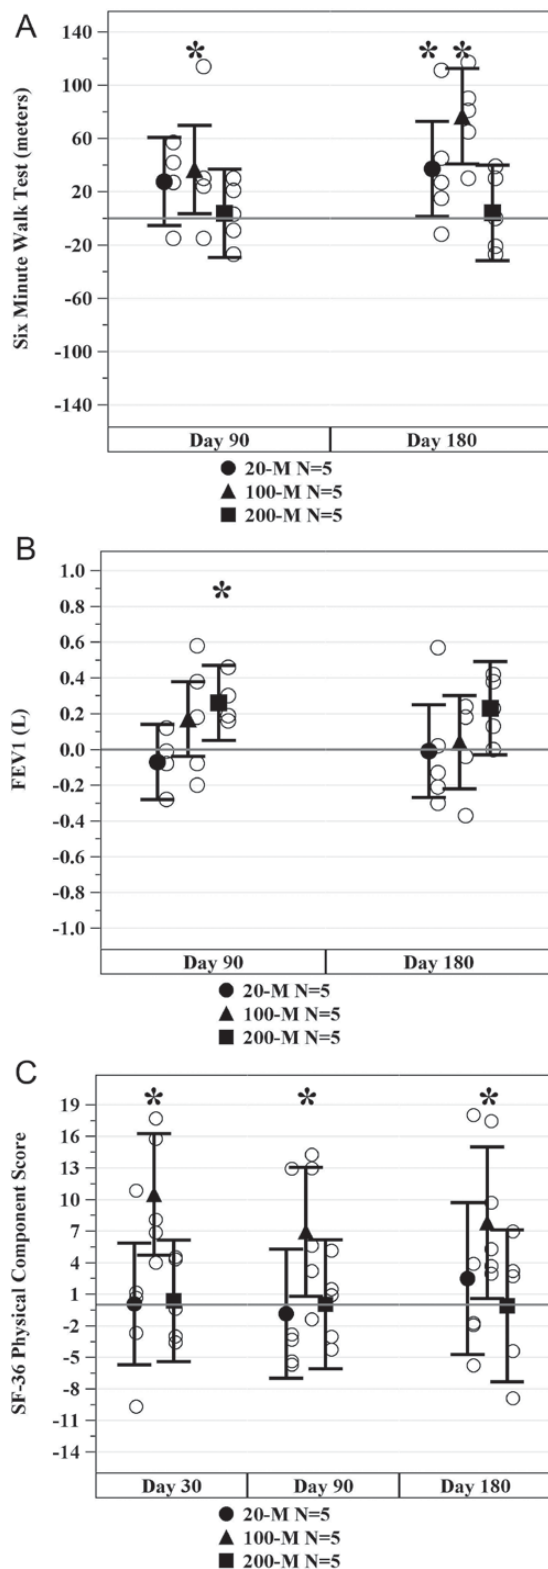 A
Six Minute Walk Test (meters)
140
100
60
20
-20
-60
-100
-140
*
* *
Day 90 Day 180
20-M N=5
100-M N=5
200-M N=5
B
FEV1 (L)
1.0
0.8
0.6
0.4
0.2
0.0
-0.2
-0.4
-0.6
-0.8
-1.0
*
Day 90 Day 180
20-M N=5
100-M N=5
200-M N=5
C
SF-36 Physical Component Score
19
16
13
10
7
4
1
-2
-5
-8
-11
-14
* * *
Day 30 Day 90 Day 180
20-M N=5
100-M N=5
200-M N=5